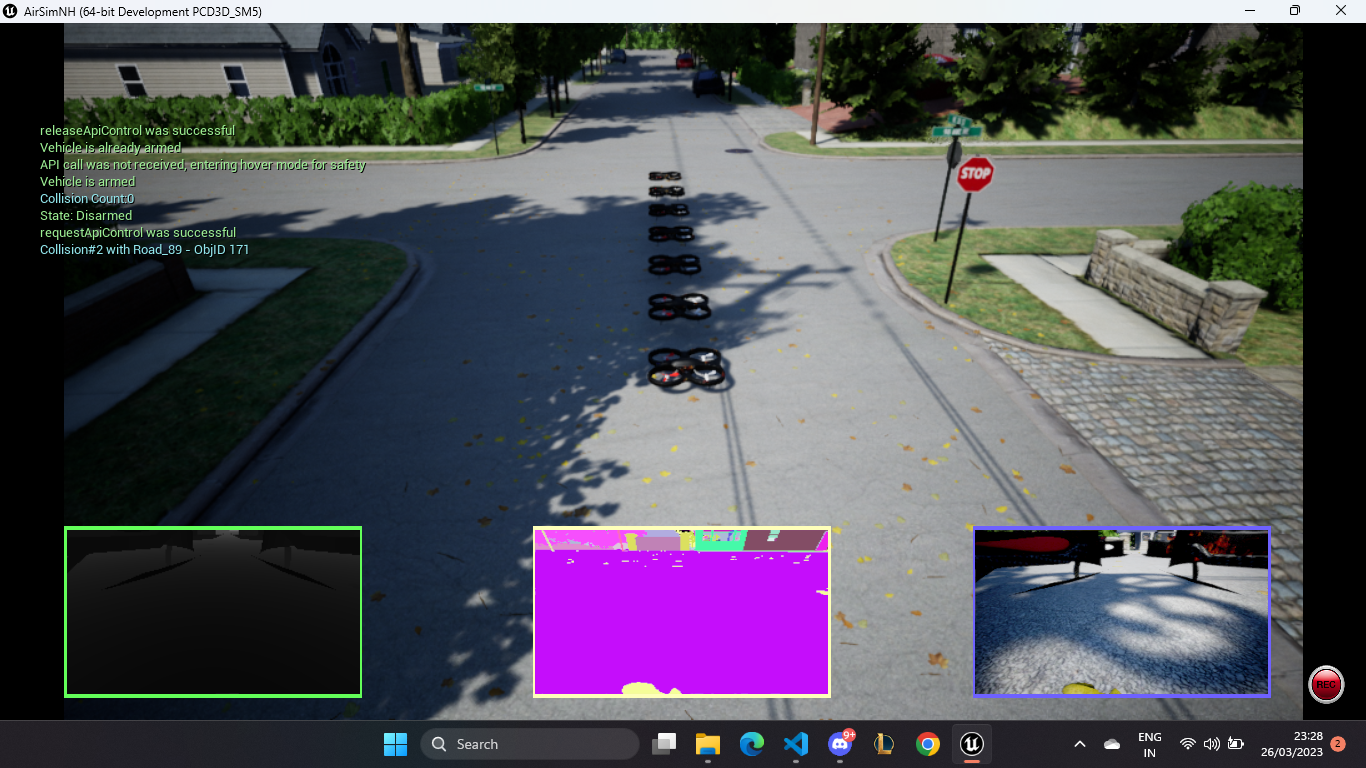 AirSimNH (64-bit Development PCD3D_SM5)
releaseApiControl was successful
Vehicle is already armed
API call was not received, entering hover mode for safety
Vehicle is armed
Collision Count:0
State: Disarmed
requestApiControl was successful
Collision#2 with Road_89 - ObjID 171
STOP
REC
Search
9+
ENG
IN
23:28
26/03/2023
2